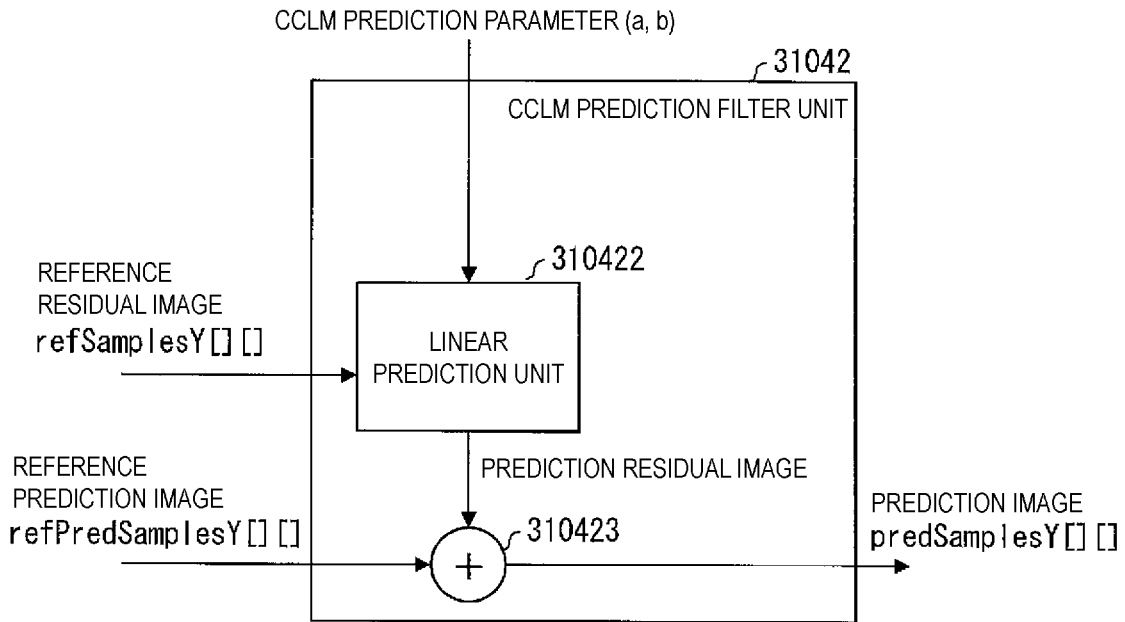 CCLM PREDICTION PARAMETER (a, b)
31042
CCLM PREDICTION FILTER UNIT
310422
REFERENCE
RESIDUAL IMAGE
refSamplesY[][]
LINEAR
PREDICTION UNIT
REFERENCE
PREDICTION IMAGE
refPredSamplesY[][]
PREDICTION RESIDUAL IMAGE
310423
+
PREDICTION IMAGE
predSamplesY[][]